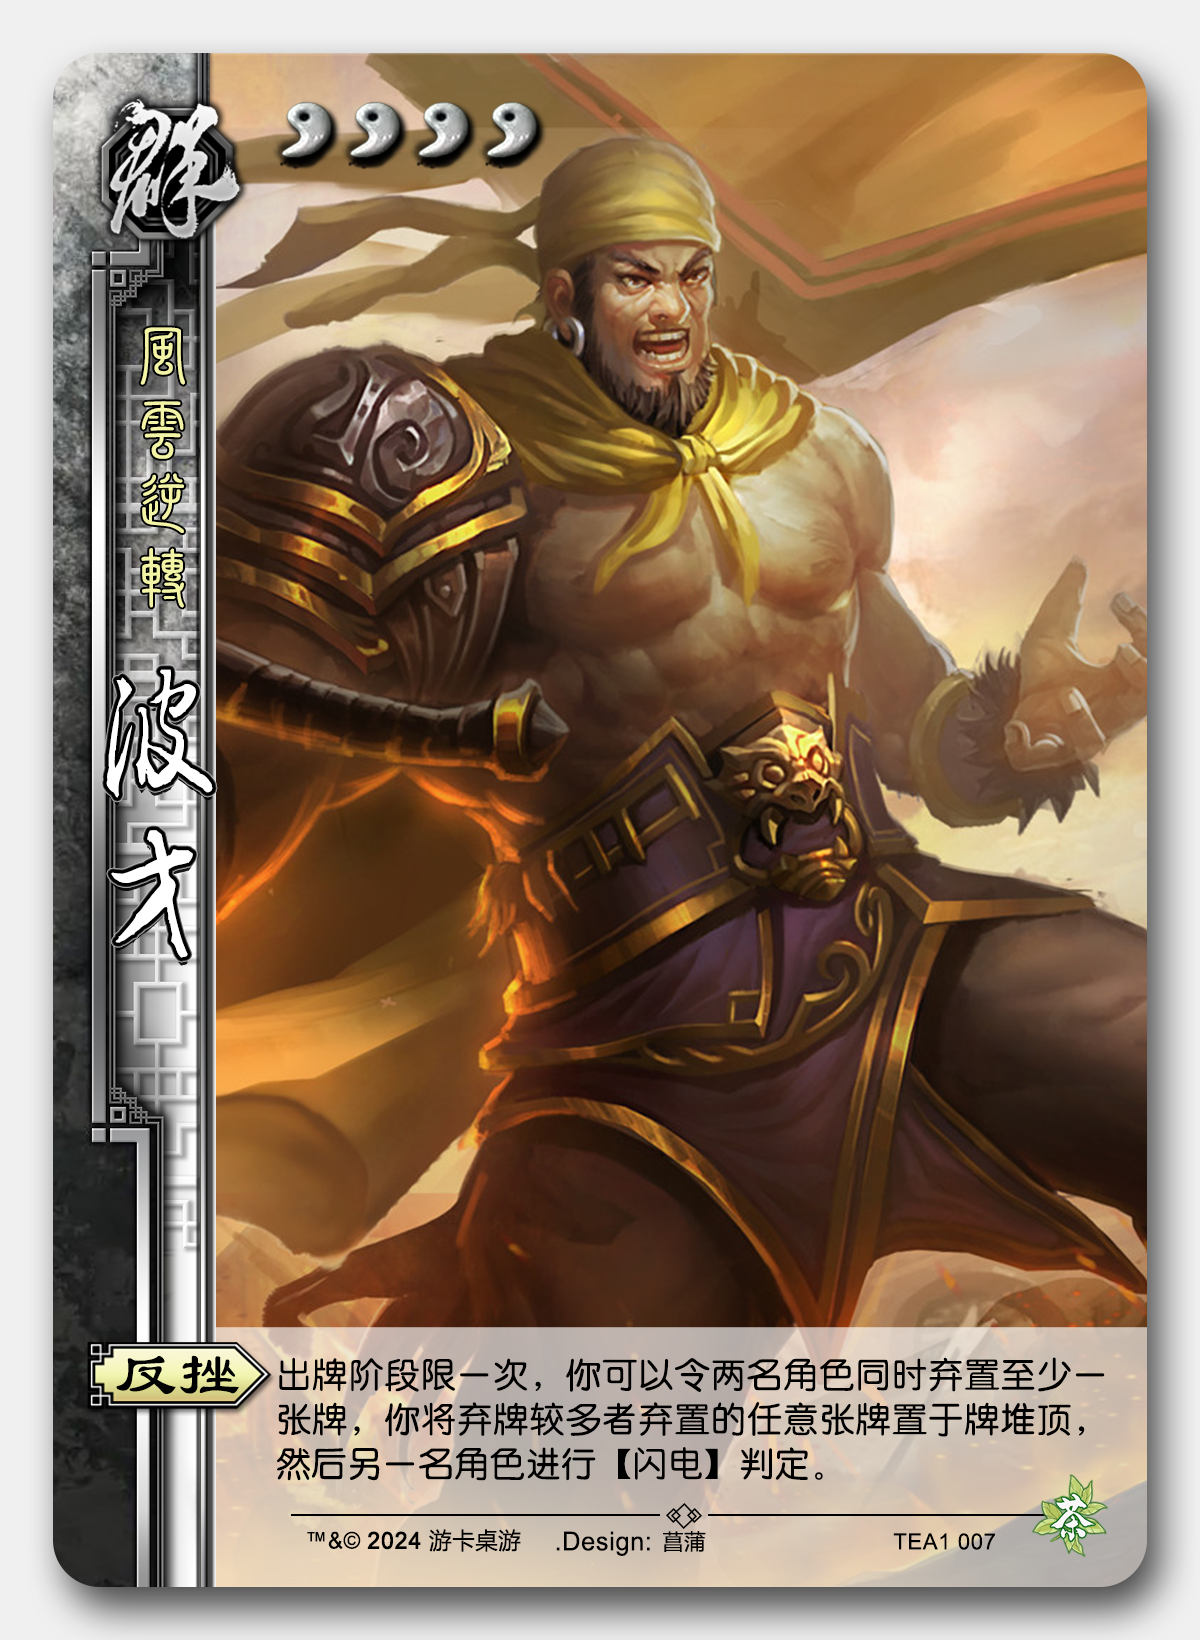 群
風雲逆轉
波才
反挫
出牌阶段限一次，你可以令两名角色同时弃置至少一
张牌，你将弃牌较多者弃置的任意张牌置于牌堆顶，
然后另一名角色进行【闪电】判定。
™&© 2024 游卡桌游 .Design: 菖蒲 TEA1 007
茶